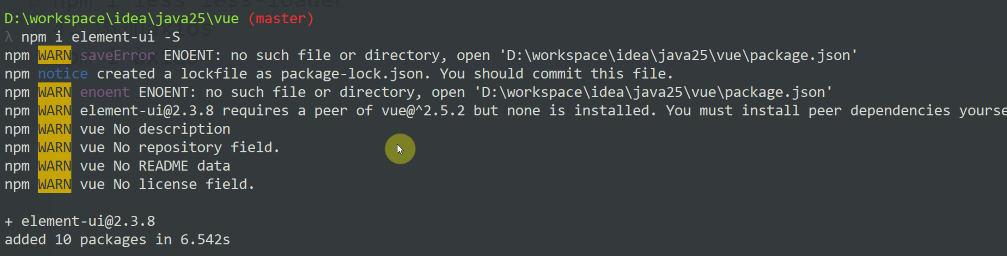 D:\workspace\idea\java25\vue (master)
λ npm i element-ui -S
npm WARN saveError ENOENT: no such file or directory, open 'D:\workspace\idea\java25\vue\package.json'
npm notice created a lockfile as package-lock.json. You should commit this file.
npm WARN enoent ENOENT: no such file or directory, open 'D:\workspace\idea\java25\vue\package.json'
npm WARN element-ui@2.3.8 requires a peer of vue@^2.5.2 but none is installed. You must install peer dependencies yourse
npm WARN vue No description
npm WARN vue No repository field.
npm WARN vue No README data
npm WARN vue No license field.
+ element-ui@2.3.8
added 10 packages in 6.542s